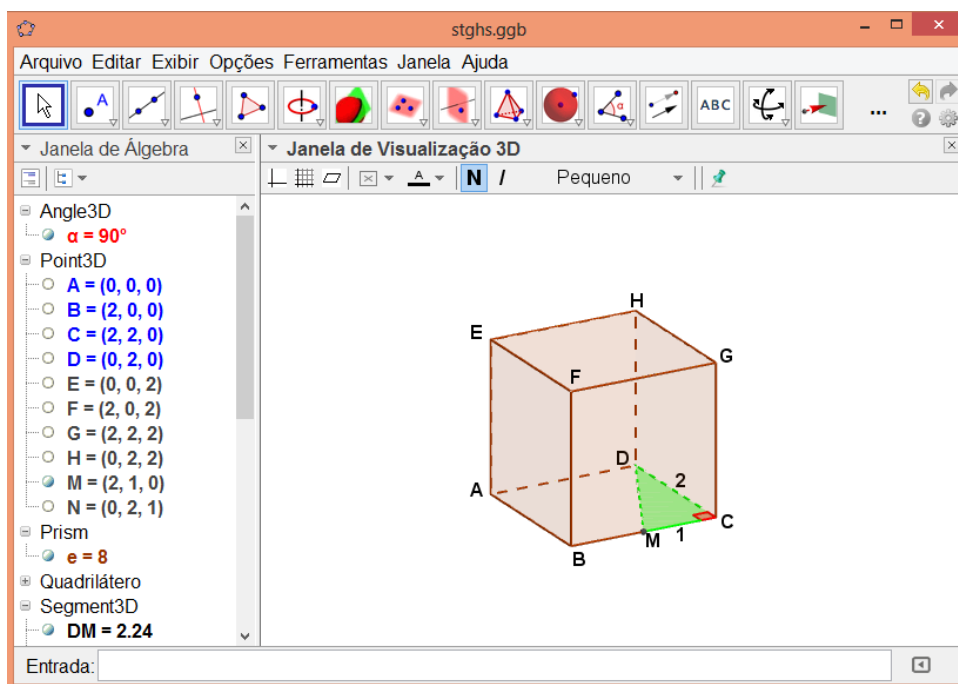 stghs.ggb
Arquivo Editar Exibir Opções Ferramentas Janela Ajuda
A α ABC ...
Janela de Álgebra
Janela de Visualização 3D
A N I Pequeno
Angle3D
α = 90°
Point3D
A = (0, 0, 0)
B = (2, 0, 0)
C = (2, 2, 0)
D = (0, 2, 0)
E = (0, 0, 2)
F = (2, 0, 2)
G = (2, 2, 2)
H = (0, 2, 2)
M = (2, 1, 0)
N = (0, 2, 1)
Prism
e = 8
Quadrilátero
Segment3D
DM = 2.24
H
E
G
F
D
2
A
C
M 1
B
Entrada: